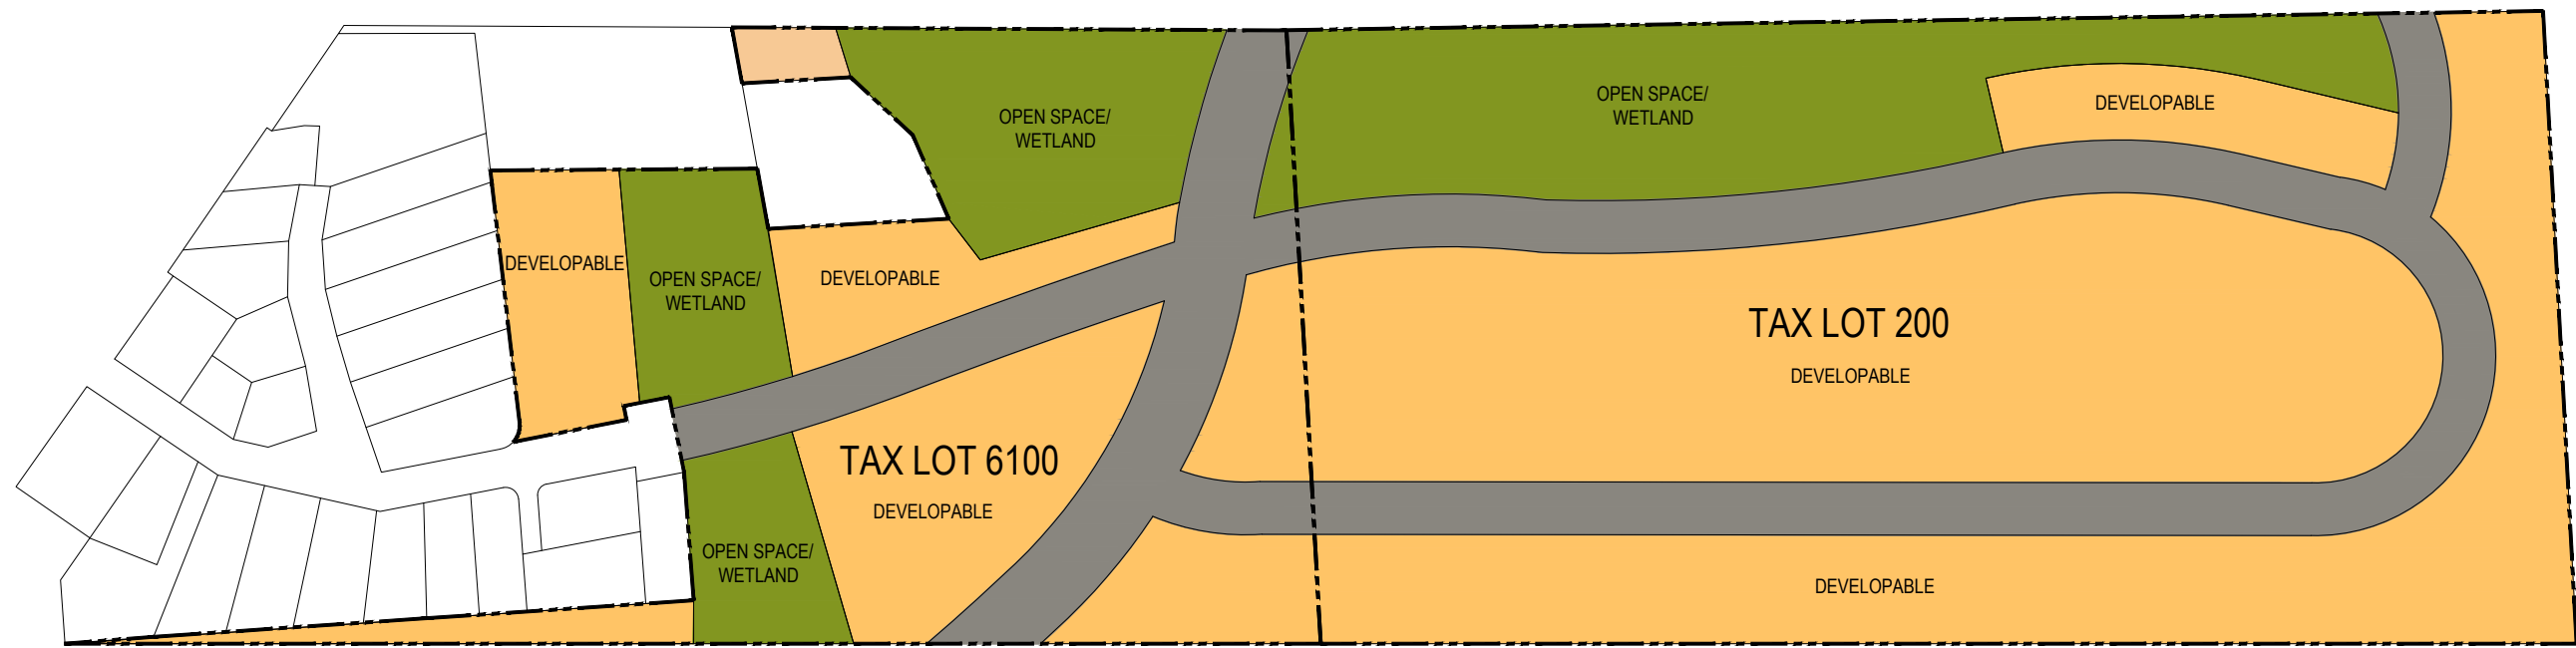 OPEN SPACE/
WETLAND
OPEN SPACE/
WETLAND
DEVELOPABLE
DEVELOPABLE
OPEN SPACE/
WETLAND
DEVELOPABLE
TAX LOT 200
DEVELOPABLE
TAX LOT 6100
DEVELOPABLE
OPEN SPACE/
WETLAND
DEVELOPABLE